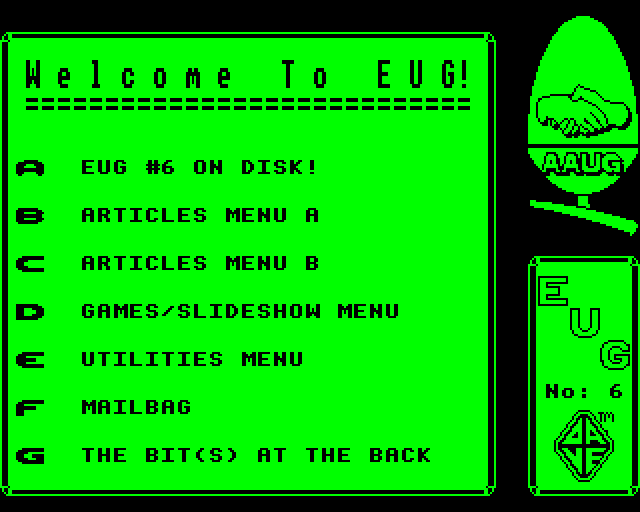 Welcome To EUG!
A EUG #6 ON DISK!
B ARTICLES MENU A
C ARTICLES MENU B
D GAMES/SLIDESHOW MENU
E UTILITIES MENU
F MAILBAG
G THE BIT(S) AT THE BACK
AAUG
EUG
No: 6
TM